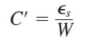 C′ = ϵₛ / W